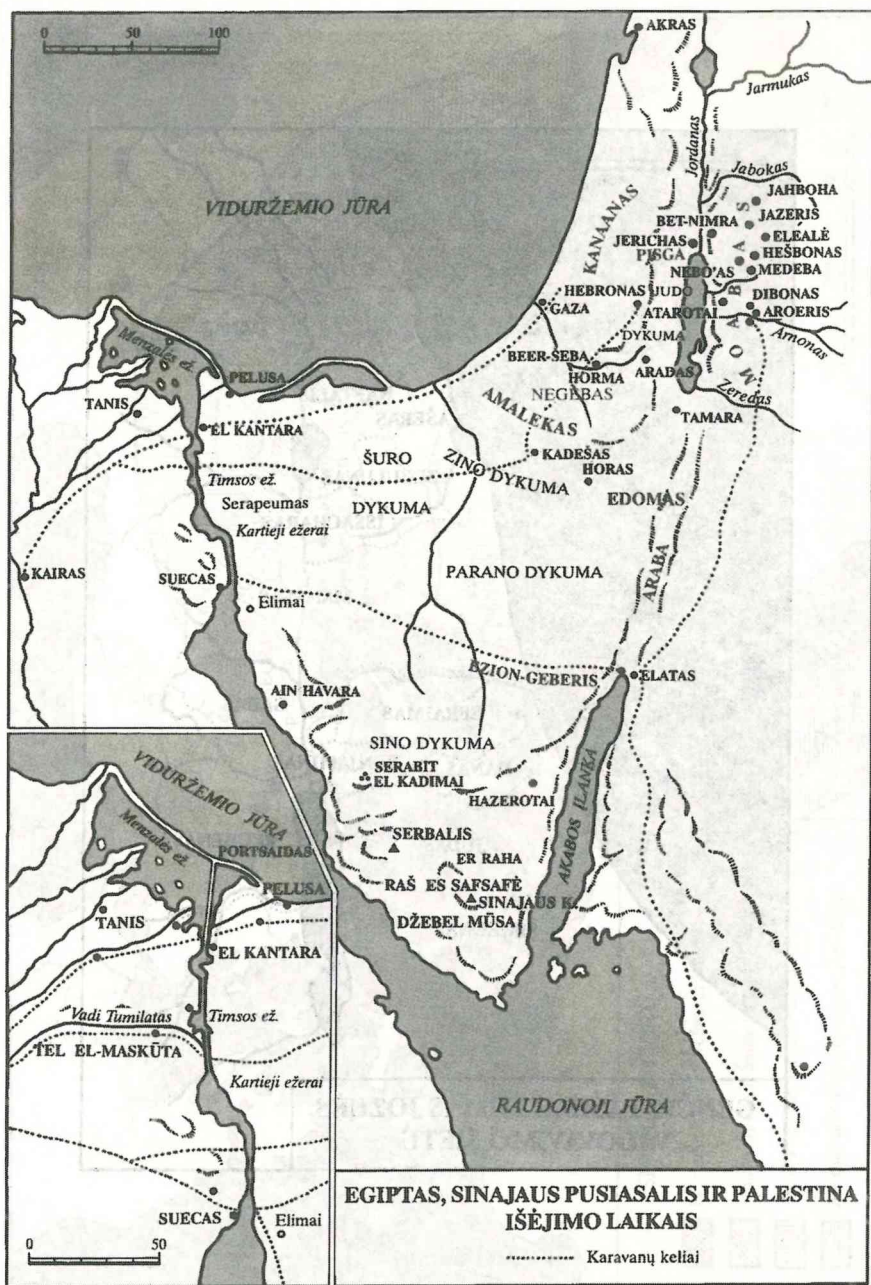 0 50 100
AKRAS
Jarmukas
Jordanas
Jabokas
VIDURŽEMIO JŪRA
KANAANAS
JAHBOHA
BET-NIMRA
JAZERIS
JERICHAS
ELEALĖ
PISGA
HEŠBONAS
NEBO'AS
MEDEBA
MOABAS
HEBRONAS
JUDO
DIBONAS
GAZA
ATAROTAI
AROERIS
Menzalės ež.
DYKUMA
Arnonas
BEER-ŠEBA
ARADAS
PELUSA
HORMA
NEGEBAS
Zeredas
TANIS
AMALEKAS
TAMARA
EL KANTARA
ŠURO
DYKUMA
ZINO DYKUMA
KADEŠAS
HORAS
Timsos ež.
Serapeumas
EDOMAS
Kartieji ežerai
ARABA
KAIRAS
SUECAS
PARANO DYKUMA
Elimai
EZION-GEBERIS
ELATAS
AIN HAVARA
SINO DYKUMA
SERABIT
EL KADIMAI
HAZEROTAI
AKABOS ĮLANKA
SERBALIS
ER RAHA
RAŠ ES SAFSAFĖ
SINAJAUS K.
DŽEBEL MŪSA
RAUDONOJI JŪRA
VIDURŽEMIO JŪRA
Menzalės ež.
PORTSAIDAS
PELUSA
TANIS
EL KANTARA
Vadi Tumilatas
Timsos ež.
TEL EL-MASKŪTA
Kartieji ežerai
SUECAS
Elimai
0 50
EGIPTAS, SINAJAUS PUSIASALIS IR PALESTINA
IŠĖJIMO LAIKAIS
Karavanų keliai